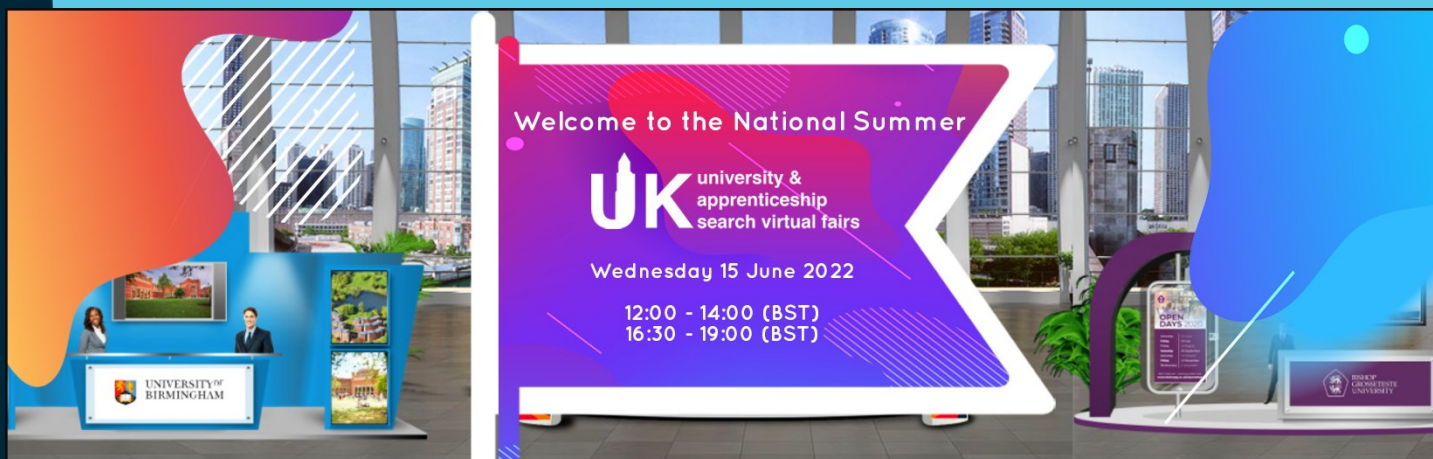 Welcome to the National Summer
UK
university &
apprenticeship
search virtual fairs
Wednesday 15 June 2022
12:00 - 14:00 (BST)
16:30 - 19:00 (BST)
UNIVERSITY OF
BIRMINGHAM
OPEN
DAYS 2020
BISHOP
GROSSETESTE
UNIVERSITY